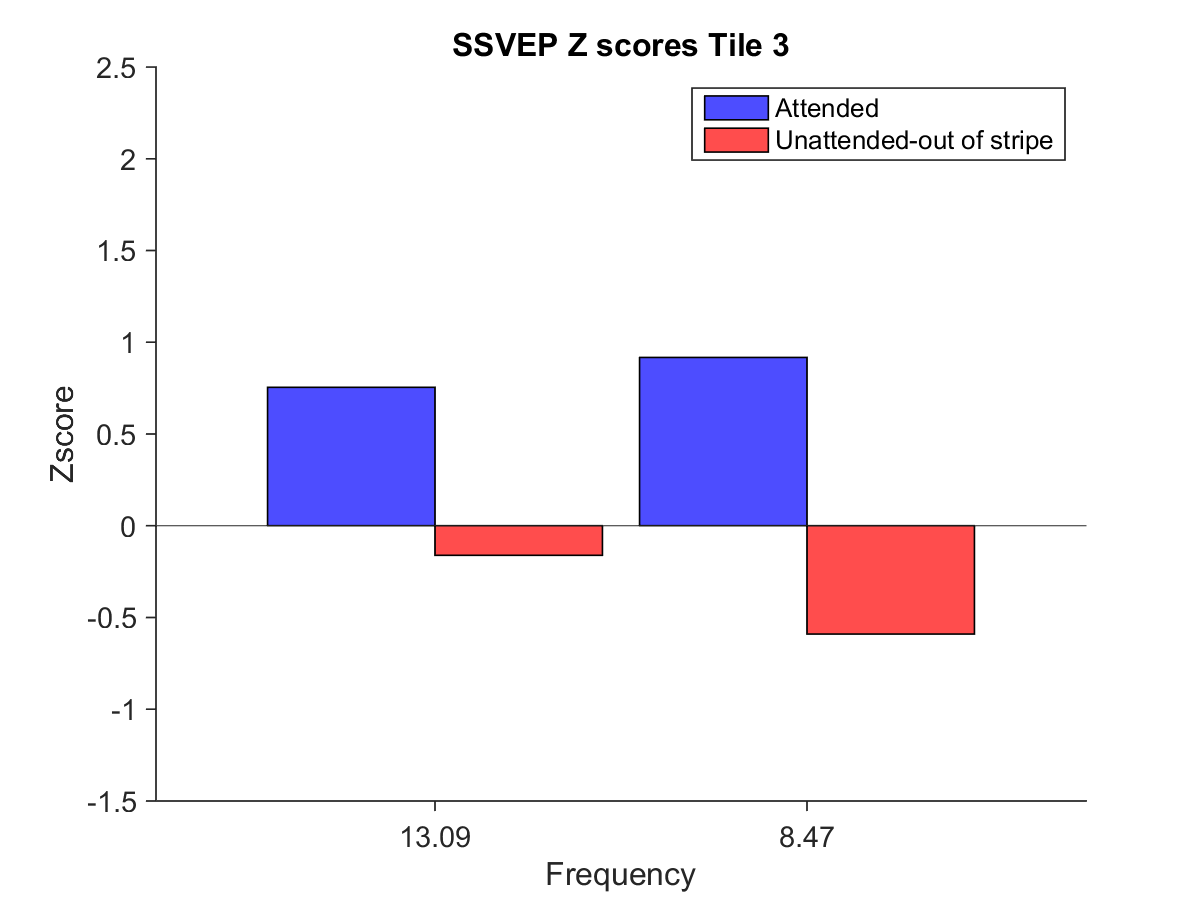 SSVEP Z scores Tile 3
Attended
Unattended-out of stripe
2.5
2
1.5
1
0.5
0
-0.5
-1
-1.5
Zscore
13.09
8.47
Frequency